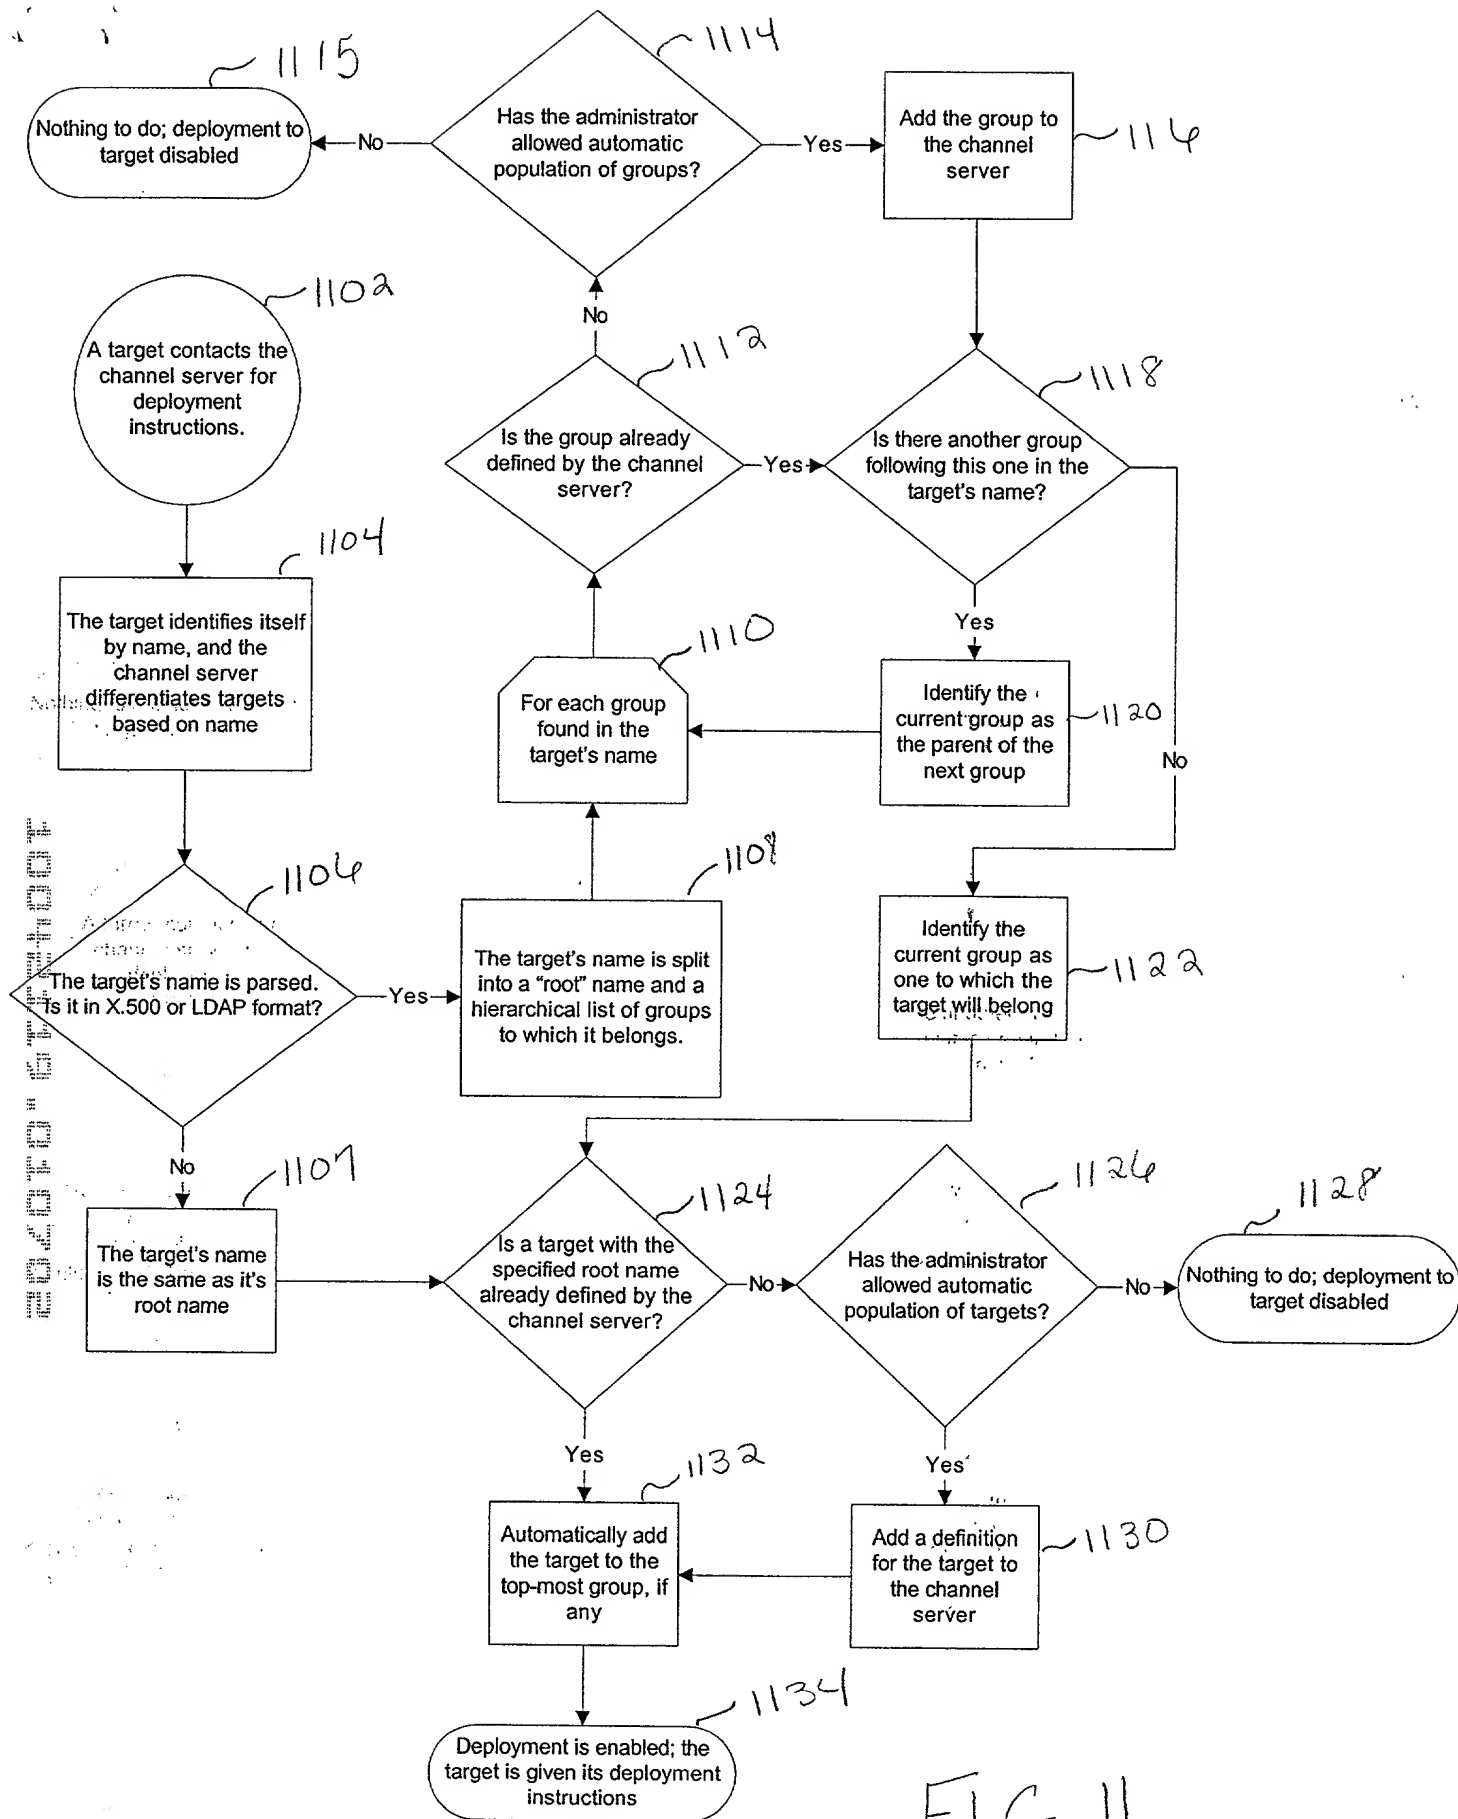 1114
1115
Has the administrator
allowed automatic
population of groups?
Nothing to do; deployment to
target disabled
No
Yes
Add the group to
the channel
server
1116
1102
No
A target contacts the
channel server for
deployment
instructions.
1112
1118
Is the group already
defined by the channel
server?
Yes
Is there another group
following this one in the
target's name?
1104
The target identifies itself
by name, and the
channel server
differentiates targets
based on name
Yes
1110
For each group
found in the
target's name
Identify the
current group as
the parent of the
next group
1120
No
1106
1108
The target's name is parsed.
Is it in X.500 or LDAP format?
Yes
The target's name is split
into a "root" name and a
hierarchical list of groups
to which it belongs.
Identify the
current group as
one to which the
target will belong
1122
No
1107
The target's name
is the same as it's
root name
1124
Is a target with the
specified root name
already defined by the
channel server?
No
1126
Has the administrator
allowed automatic
population of targets?
No
1128
Nothing to do; deployment to
target disabled
Yes
Yes
1132
Automatically add
the target to the
top-most group, if
any
Add a definition
for the target to
the channel
server
1130
1134
Deployment is enabled; the
target is given its deployment
instructions
FIG 11